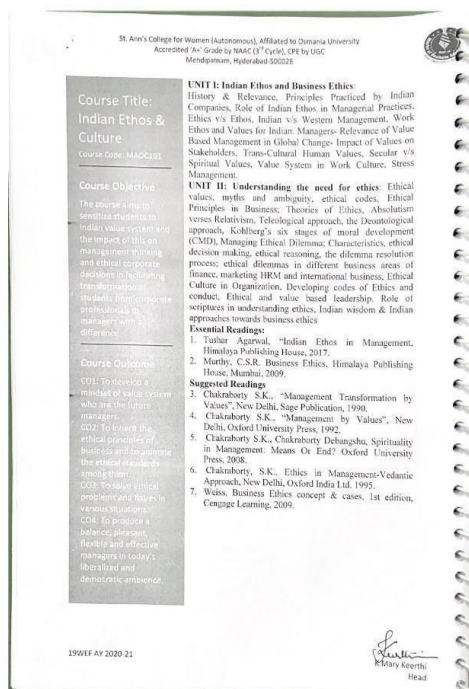 St. Ann's College for Women (Autonomous), Affiliated to Osmania University
Accredited 'A+' Grade by NAAC (3rd Cycle), CPE by UGC
Mehdipatnam, Hyderabad-500028
Course Title:
Indian Ethos &
Culture
Course Code: MADC101
Course Objective
The course aims to
sensitize students to
Indian value system and
the impact of this on
management thinking
and ethical corporate
decisions in facilitating
transformation of
students from corporate
professionals to
managers with a
difference
Course Outcome
CO1: To develop a
mindset of value system
who are the future
managers.
CO2: To inherit the
ethical principles of
business and to animate
the ethical standards
among them
CO3: To solve ethical
problems and issues in
various situations.
CO4: To produce a
balance, pleasant,
flexible and effective
managers in today's
liberalized and
democratic ambience.
UNIT I: Indian Ethos and Business Ethics:
History & Relevance, Principles Practiced by Indian
Companies, Role of Indian Ethos in Managerial Practices,
Ethics v/s Ethos, Indian v/s Western Management, Work
Ethos and Values for Indian. Managers- Relevance of Value
Based Management in Global Change- Impact of Values on
Stakeholders, Trans-Cultural Human Values, Secular v/s
Spiritual Values, Value System in Work Culture, Stress
Management.
UNIT II: Understanding the need for ethics: Ethical
values, myths and ambiguity, ethical codes, Ethical
Principles in Business; Theories of Ethics, Absolutism
verses Relativism, Teleological approach, the Deontological
approach, Kohlberg's six stages of moral development
(CMD), Managing Ethical Dilemma; Characteristics, ethical
decision making, ethical reasoning, the dilemma resolution
process; ethical dilemmas in different business areas of
finance, marketing HRM and international business, Ethical
Culture in Organization, Developing codes of Ethics and
conduct, Ethical and value based leadership. Role of
scriptures in understanding ethics, Indian wisdom & Indian
approaches towards business ethics
Essential Readings:
1. Tushar Agarwal, "Indian Ethos in Management,
Himalaya Publishing House, 2017.
2. Murthy, C.S.R. Business Ethics, Himalaya Publishing
House, Mumbai, 2009.
Suggested Readings
3. Chakraborty S.K., "Management Transformation by
Values", New Delhi, Sage Publication, 1990.
4. Chakraborty S.K., "Management by Values", New
Delhi, Oxford University Press, 1992.
5. Chakraborty S.K., Chakraborty Debangshu, Spirituality
in Management: Means Or End? Oxford University
Press, 2008.
6. Chakraborty, S.K., Ethics in Management-Vedantic
Approach, New Delhi, Oxford India Ltd. 1995.
7. Weiss, Business Ethics concept & cases, 1st edition,
Cengage Learning, 2009.
19WEF AY 2020-21
Mary Keerthi
Head